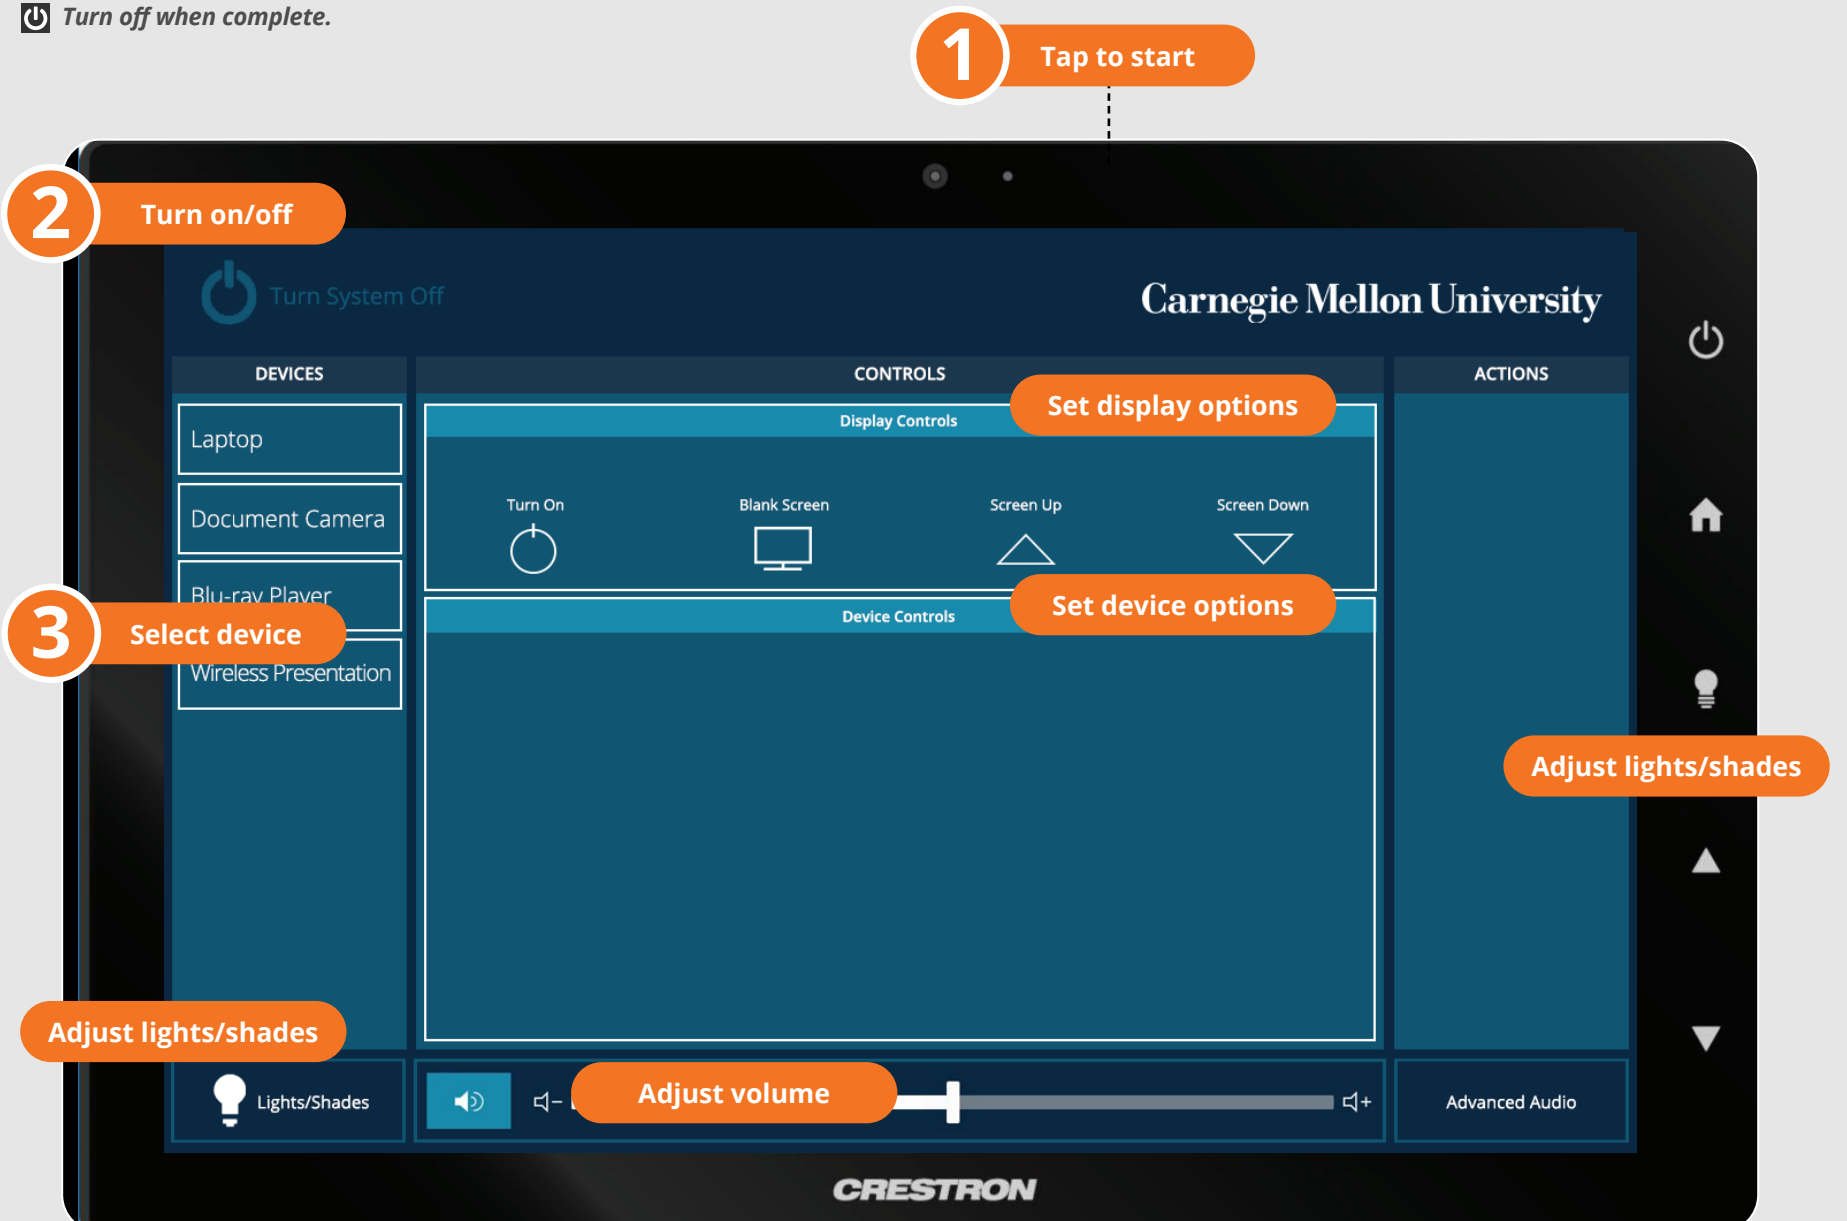 Turn off when complete.
1 Tap to start
2 Turn on/off
Turn System Off
Carnegie Mellon University
DEVICES
CONTROLS
ACTIONS
Set display options
Display Controls
Laptop
Document Camera
Blu-ray Player
3 Select device
Wireless Presentation
Turn On
Blank Screen
Screen Up
Screen Down
Set device options
Device Controls
Adjust lights/shades
Adjust lights/shades
Lights/Shades
Adjust volume
Advanced Audio
CRESTRON